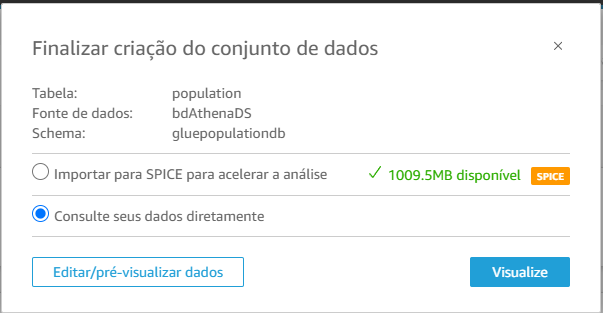 Finalizar criação do conjunto de dados
Tabela: population
Fonte de dados: bdAthenaDS
Schema: gluepopulationdb
Importar para SPICE para acelerar a análise 1009.5MB disponível SPICE
Consulte seus dados diretamente
Editar/pré-visualizar dados Visualize